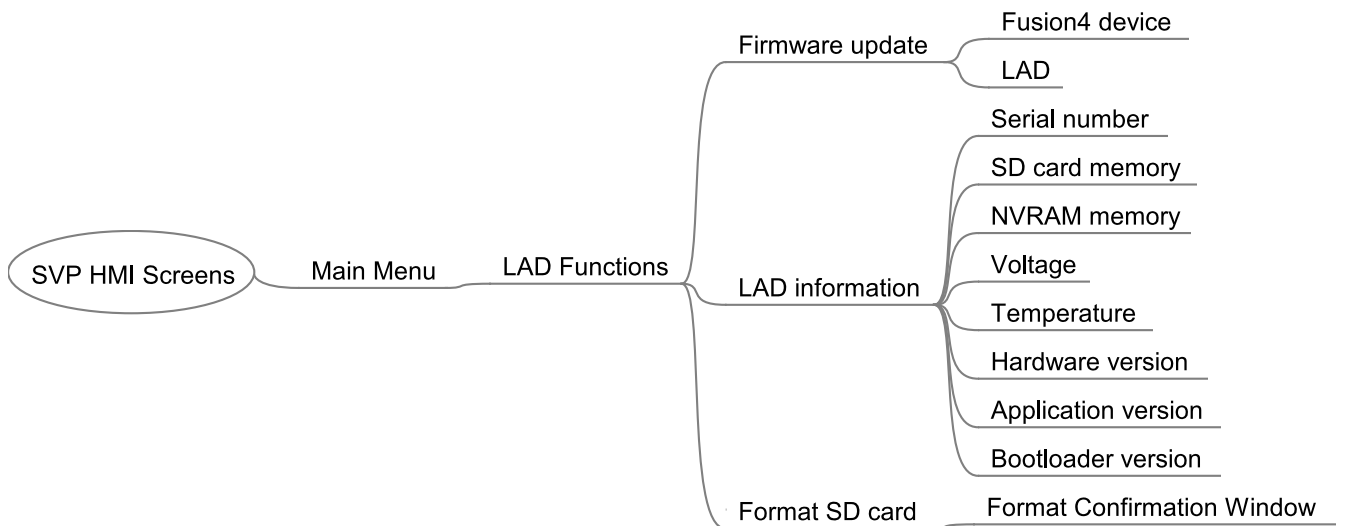 SVP HMI Screens
Main Menu
LAD Functions
Firmware update
Fusion4 device
LAD
LAD information
Serial number
SD card memory
NVRAM memory
Voltage
Temperature
Hardware version
Application version
Bootloader version
Format SD card
Format Confirmation Window